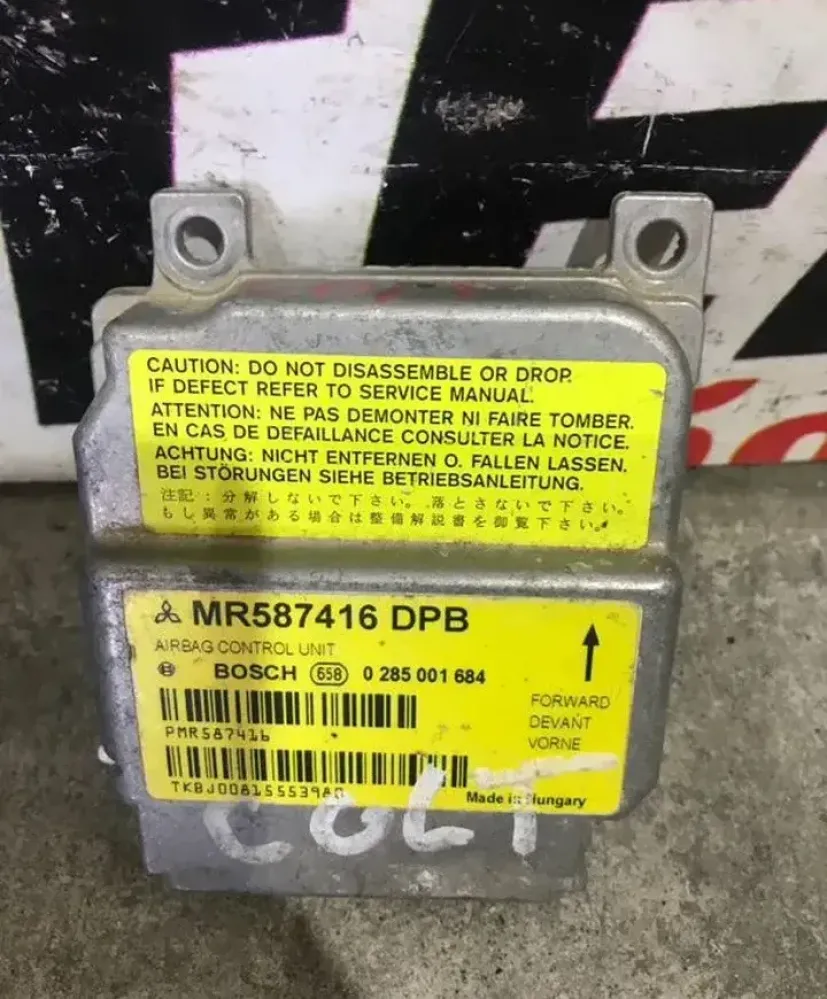 CAUTION: DO NOT DISASSEMBLE OR DROP.
IF DEFECT REFER TO SERVICE MANUAL.
ATTENTION: NE PAS DEMONTER NI FAIRE TOMBER.
EN CAS DE DEFAILLANCE CONSULTER LA NOTICE.
ACHTUNG: NICHT ENTFERNEN O. FALLEN LASSEN.
BEI STÖRUNGEN SIEHE BETRIEBSANLEITUNG.
注記：分解しないで下さい。落とさないで下さい。
もし異常がある場合は整備解説書を御覧下さい。
MR587416 DPB
AIRBAG CONTROL UNIT
BOSCH 658 0 285 001 684
FORWARD
DEVANT
VORNE
PMR587416
TKBJ0081555398
Made in Hungary
COLT